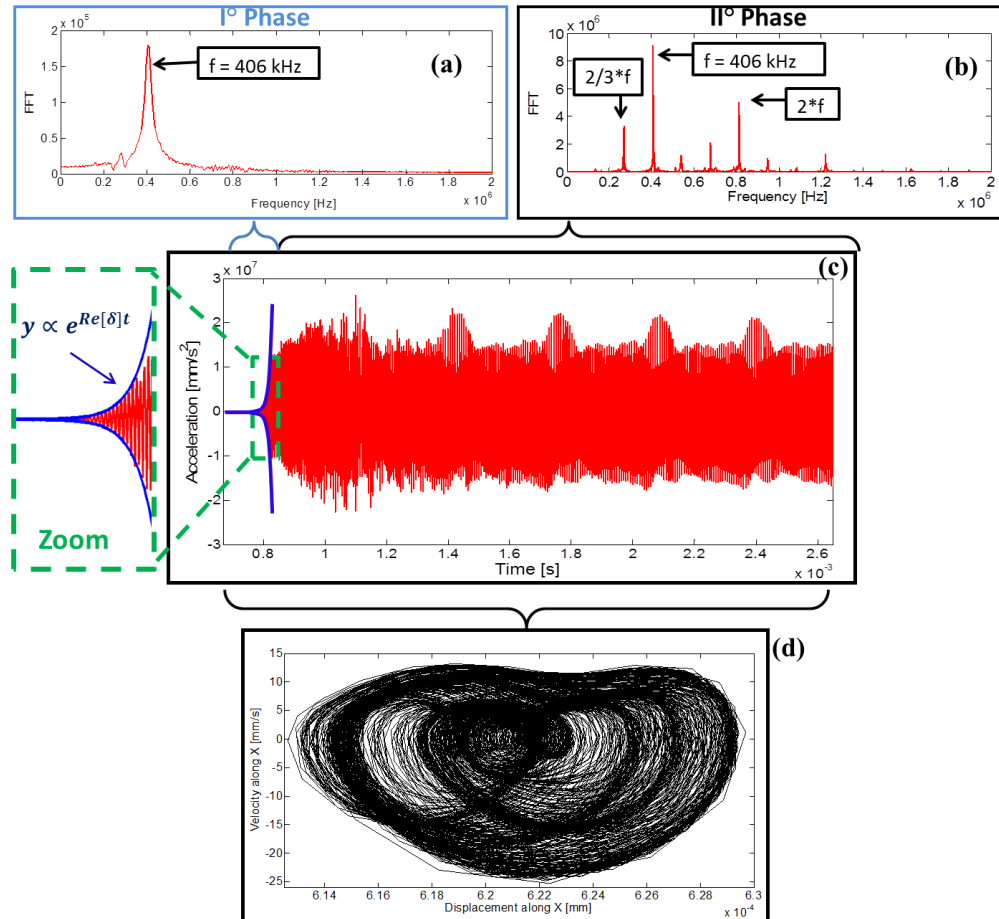 I° Phase
(a)
f = 406 kHz
FFT
x 10^5
2
1.5
1
0.5
0
0 0.2 0.4 0.6 0.8 1 1.2 1.4 1.6 1.8 2
Frequency [Hz]
x 10^6
II° Phase
(b)
2/3*f
f = 406 kHz
2*f
FFT
x 10^6
10
8
6
4
2
0
0 0.2 0.4 0.6 0.8 1 1.2 1.4 1.6 1.8 2
Frequency [Hz]
x 10^6
y ∝ e^{Re[δ]t}
Zoom
(c)
x 10^7
Acceleration [mm/s²]
3
2
1
0
-1
-2
-3
0.8 1 1.2 1.4 1.6 1.8 2 2.2 2.4 2.6
Time [s]
x 10^-3
(d)
Velocity along X [mm/s]
15
10
5
0
-5
-10
-15
-20
-25
6.14 6.16 6.18 6.2 6.22 6.24 6.26 6.28 6.3
Displacement along X [mm]
x 10^-4